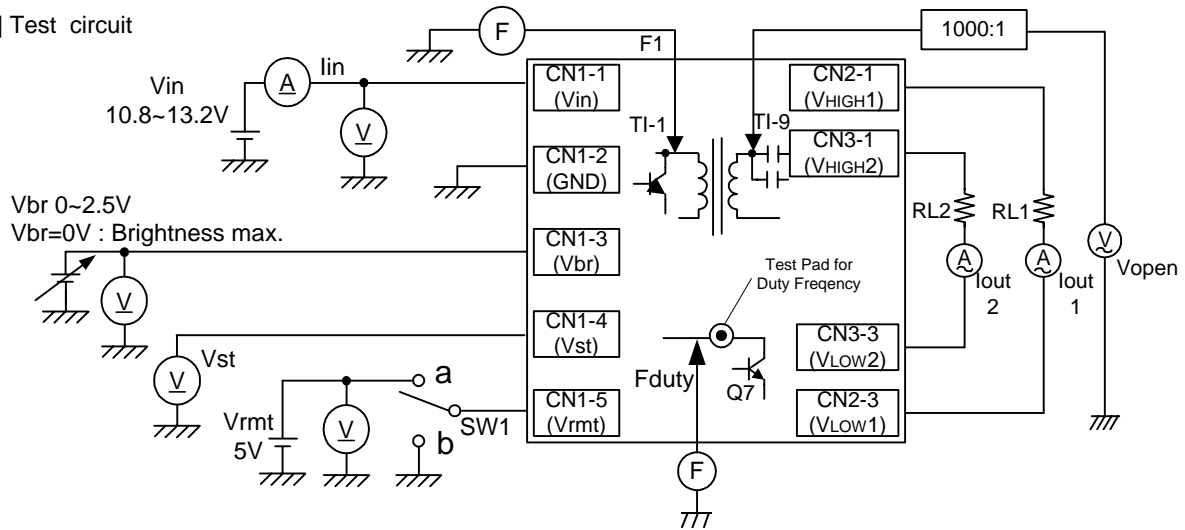 Test circuit
F
F1
1000:1
Vin
10.8~13.2V
A
Iin
V
CN1-1
(Vin)
CN2-1
(VHIGH1)
TI-1
TI-9
CN3-1
(VHIGH2)
CN1-2
(GND)
RL2
RL1
Vbr 0~2.5V
Vbr=0V : Brightness max.
V
CN1-3
(Vbr)
A
Iout
2
A
Iout
1
V
Vopen
Test Pad for
Duty Freqency
CN1-4
(Vst)
V
Vst
Fduty
Q7
CN3-3
(VLOW2)
Vrmt
5V
V
a
b
SW1
CN1-5
(Vrmt)
CN2-3
(VLOW1)
F